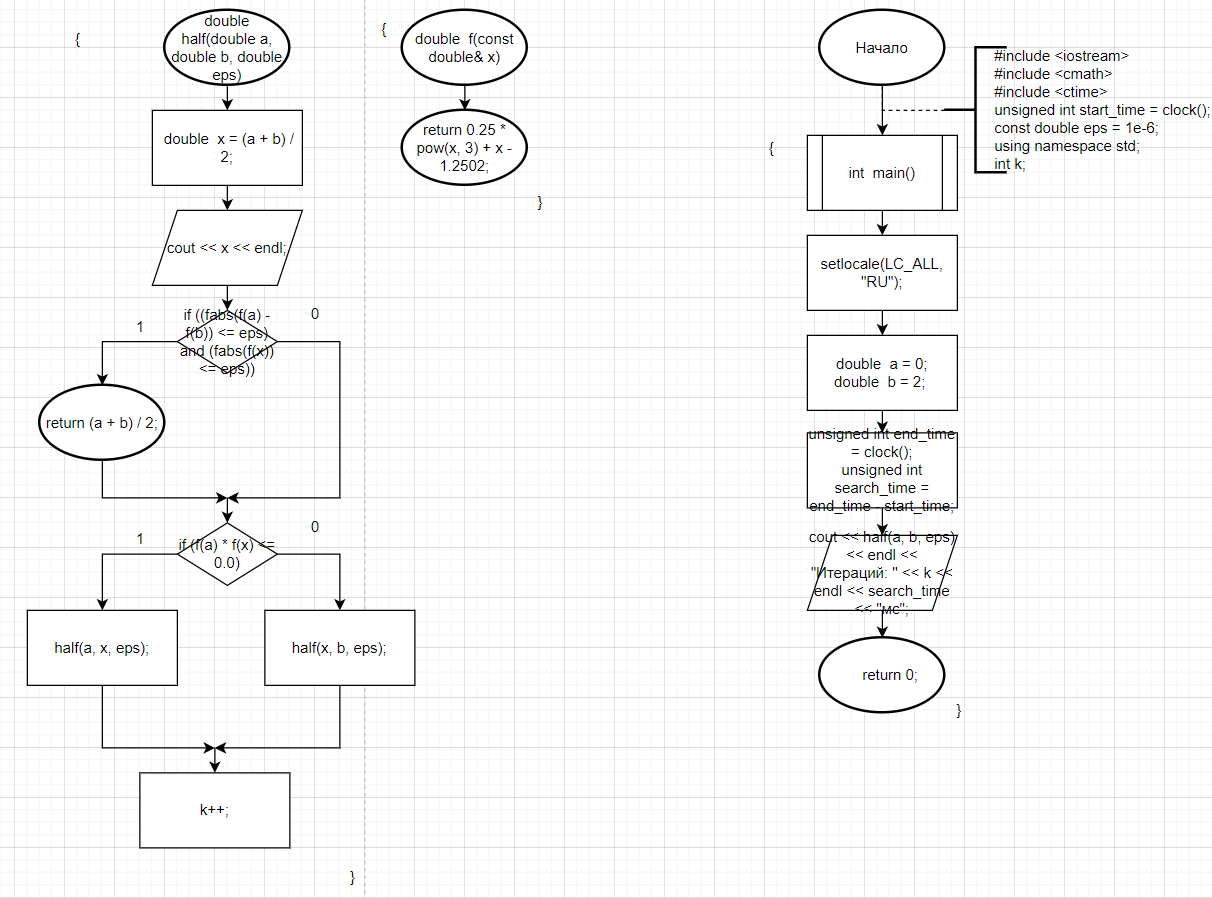 {
double
half(double a,
double b, double
eps)
double x = (a + b) /
2;
cout << x << endl;
if ((fabs(f(a) -
f(b)) <= eps)
and (fabs(f(x))
<= eps))
1
0
return (a + b) / 2;
if (f(a) * f(x) <=
0.0)
1
0
half(a, x, eps);
half(x, b, eps);
k++;
}
{
double f(const
double& x)
return 0.25 *
pow(x, 3) + x -
1.2502;
}
Начало
#include <iostream>
#include <cmath>
#include <ctime>
unsigned int start_time = clock();
const double eps = 1e-6;
using namespace std;
int k;
{
int main()
setlocale(LC_ALL,
"RU");
double a = 0;
double b = 2;
unsigned int end_time
= clock();
unsigned int
search_time =
end_time - start_time;
cout << half(a, b, eps)
<< endl <<
"Итераций: " << k <<
endl << search_time
<< "мс";
return 0;
}